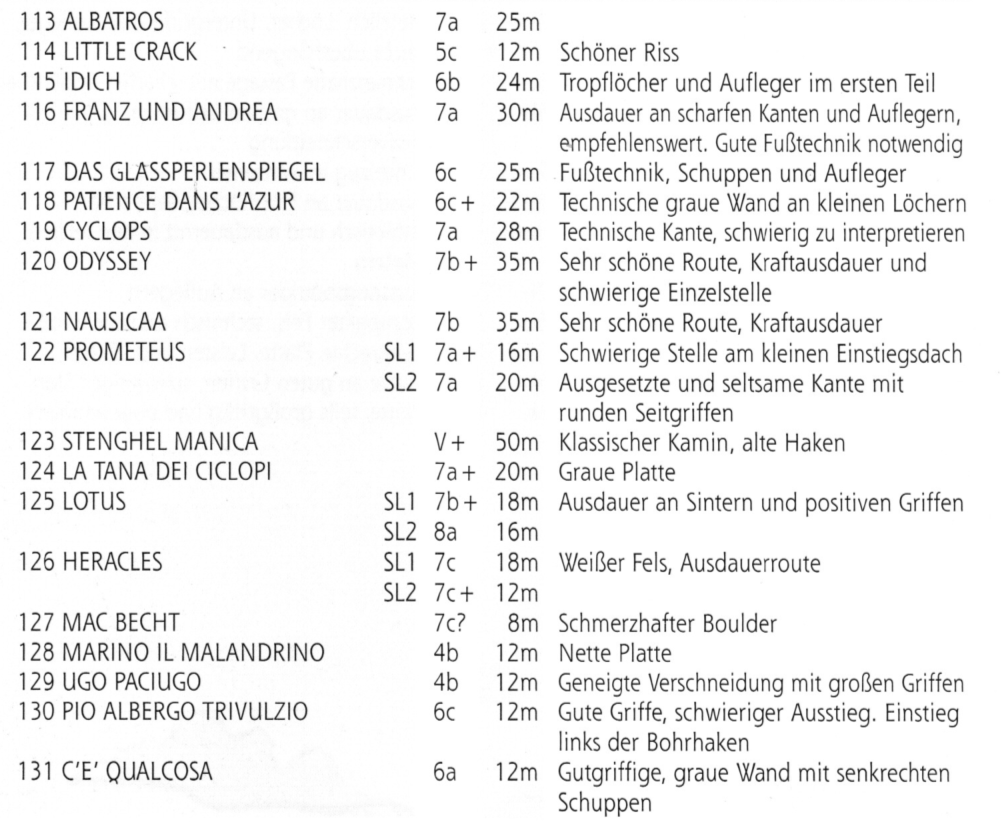 113 ALBATROS 7a 25m
114 LITTLE CRACK 5c 12m Schöner Riss
115 IDICH 6b 24m Tropflöcher und Aufleger im ersten Teil
116 FRANZ UND ANDREA 7a 30m Ausdauer an scharfen Kanten und Auflegern,
empfehlenswert. Gute Fußtechnik notwendig
117 DAS GLASSPERLENSPIEGEL 6c 25m Fußtechnik, Schuppen und Aufleger
118 PATIENCE DANS L'AZUR 6c+ 22m Technische graue Wand an kleinen Löchern
119 CYCLOPS 7a 28m Technische Kante, schwierig zu interpretieren
120 ODYSSEY 7b+ 35m Sehr schöne Route, Kraftausdauer und
schwierige Einzelstelle
121 NAUSICAA 7b 35m Sehr schöne Route, Kraftausdauer
122 PROMETEUS SL1 7a+ 16m Schwierige Stelle am kleinen Einstiegsdach
SL2 7a 20m Ausgesetzte und seltsame Kante mit
runden Seitgriffen
123 STENGHEL MANICA V+ 50m Klassischer Kamin, alte Haken
124 LA TANA DEI CICLOPI 7a+ 20m Graue Platte
125 LOTUS SL1 7b+ 18m Ausdauer an Sintern und positiven Griffen
SL2 8a 16m
126 HERACLES SL1 7c 18m Weißer Fels, Ausdauerroute
SL2 7c+ 12m
127 MAC BECHT 7c? 8m Schmerzhafter Boulder
128 MARINO IL MALANDRINO 4b 12m Nette Platte
129 UGO PACIUGO 4b 12m Geneigte Verschneidung mit großen Griffen
130 PIO ALBERGO TRIVULZIO 6c 12m Gute Griffe, schwieriger Ausstieg. Einstieg
links der Bohrhaken
131 C'E' QUALCOSA 6a 12m Gutgriffige, graue Wand mit senkrechten
Schuppen